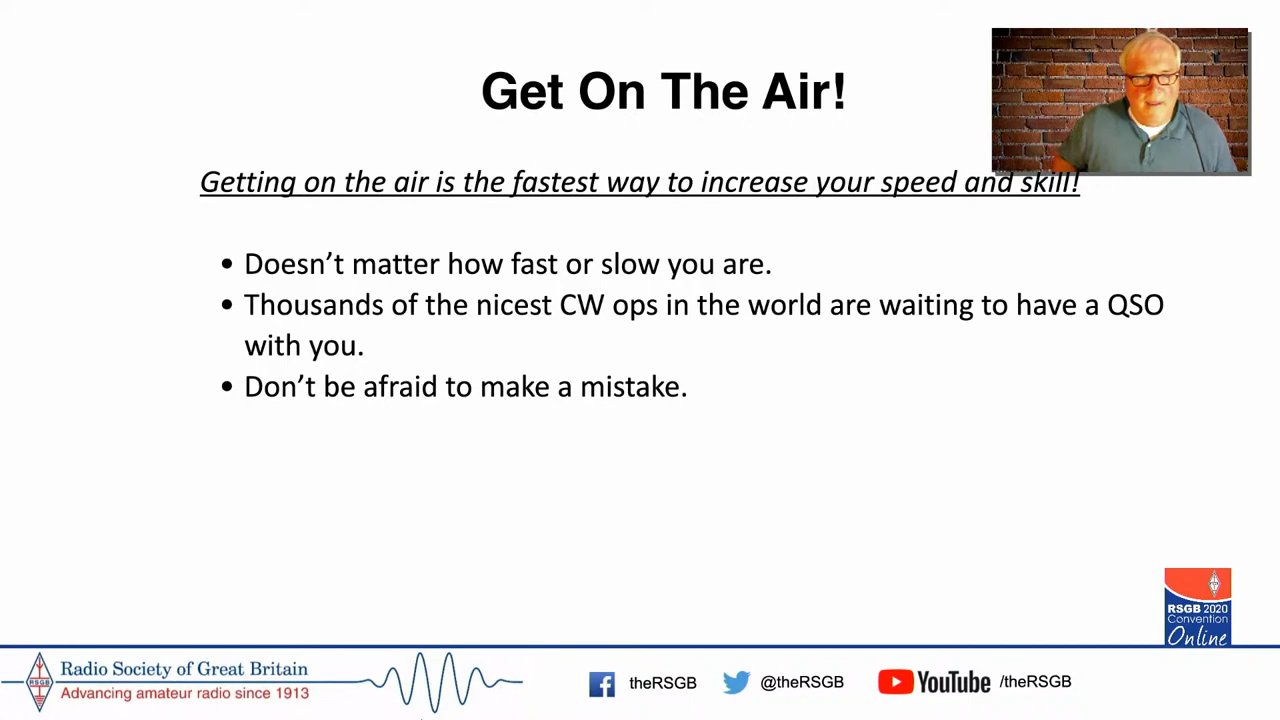 Get On The Air!
Getting on the air is the fastest way to increase your speed and skill!
• Doesn’t matter how fast or slow you are.
• Thousands of the nicest CW ops in the world are waiting to have a QSO
with you.
• Don’t be afraid to make a mistake.
RSGB 2020
Convention
Online
RSGB
Radio Society of Great Britain
Advancing amateur radio since 1913
theRSGB
@theRSGB
YouTube /theRSGB